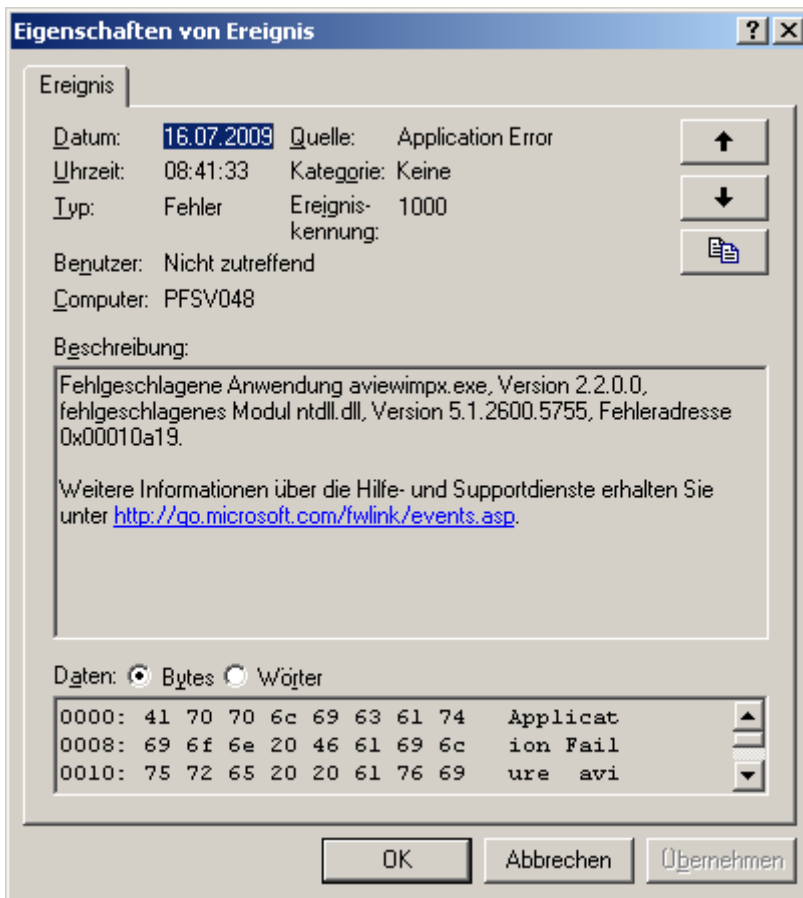 Eigenschaften von Ereignis
Ereignis
Datum: 16.07.2009 Quelle: Application Error
Uhrzeit: 08:41:33 Kategorie: Keine
Typ: Fehler Ereignis- 1000
kennung:
Benutzer: Nicht zutreffend
Computer: PFSV048
Beschreibung:
Fehlgeschlagene Anwendung aviewimpx.exe, Version 2.2.0.0,
fehlgeschlagenes Modul ntdll.dll, Version 5.1.2600.5755, Fehleradresse
0x00010a19.
Weitere Informationen über die Hilfe- und Supportdienste erhalten Sie
unter http://go.microsoft.com/fwlink/events.asp.
Daten: Bytes Wörter
0000: 41 70 70 6c 69 63 61 74 Applicat
0008: 69 6f 6e 20 46 61 69 6c ion Fail
0010: 75 72 65 20 20 61 76 69 ure  avi
OK Abbrechen Übernehmen